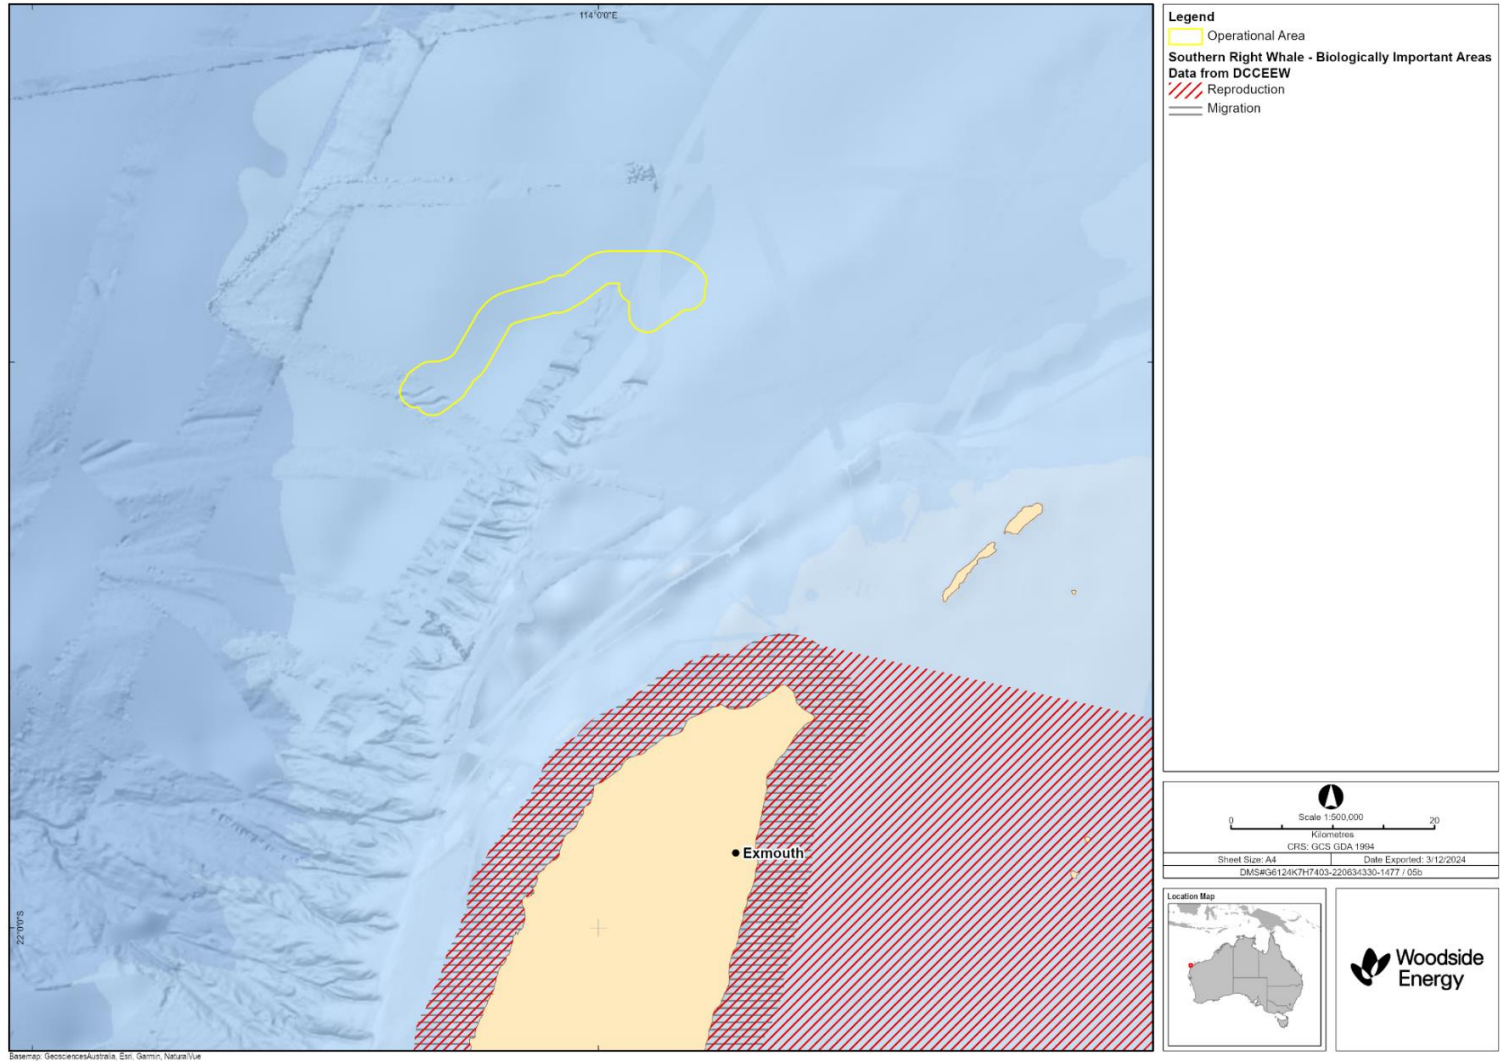 114°0'0"E
Legend
Operational Area
Southern Right Whale - Biologically Important Areas
Data from DCCEEW
Reproduction
Migration
Exmouth
22°0'0"S
0 20
Scale 1:500,000
Kilometres
CRS: GCS GDA 1994
Sheet Size: A4 Date Exported: 3/12/2024
DMS#G6124K7H7403-220634330-1477 / 05b
Location Map
Woodside
Energy
Basemap: GeosciencesAustralia, Esri, Garmin, NaturalVue